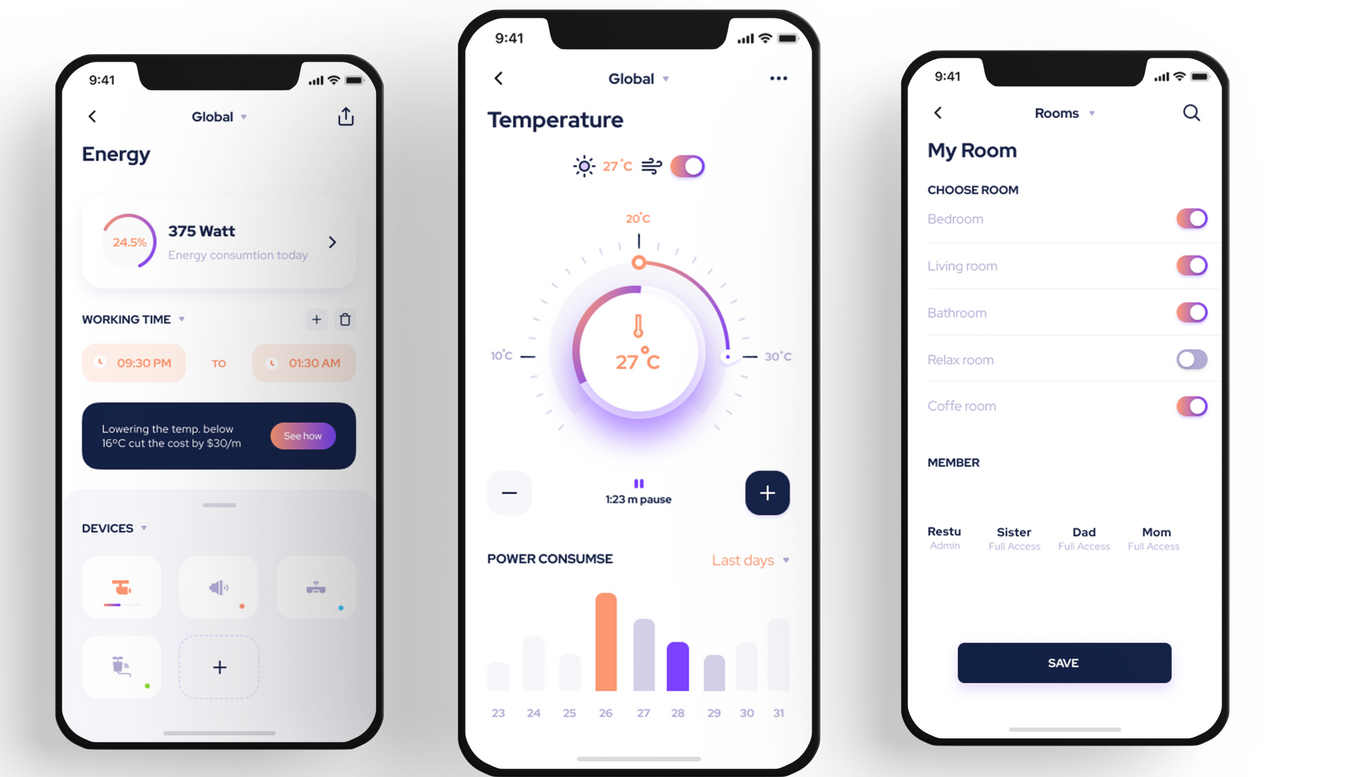 9:41
Global
Energy
24.5%
375 Watt
Energy consumtion today
WORKING TIME
09:30 PM
TO
01:30 AM
Lowering the temp. below
16ºC cut the cost by $30/m
See how
DEVICES
9:41
Global
Temperature
27°C
20°C
10°C
30°C
27°C
1:23 m pause
POWER CONSUMSE
Last days
23 24 25 26 27 28 29 30 31
9:41
Rooms
My Room
CHOOSE ROOM
Bedroom
Living room
Bathroom
Relax room
Coffe room
MEMBER
Restu Sister Dad Mom
Admin Full Access Full Access Full Access
SAVE